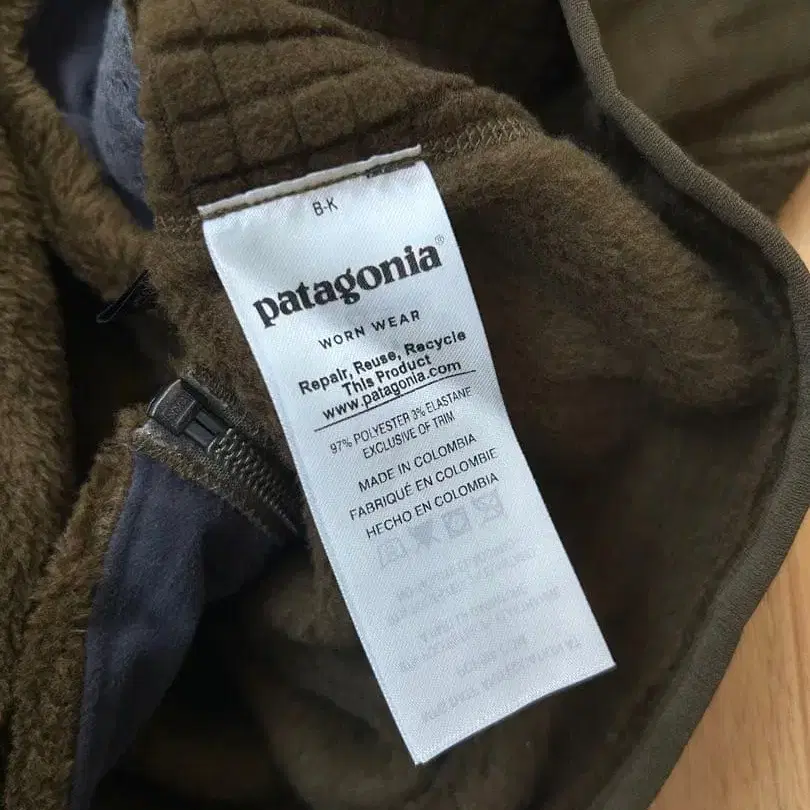 B-K
patagonia®
WORN WEAR
Repair, Reuse, Recycle
This Product
www.patagonia.com
97% POLYESTER 3% ELASTANE
EXCLUSIVE OF TRIM
MADE IN COLOMBIA
FABRIQUÉ EN COLOMBIE
HECHO EN COLOMBIA